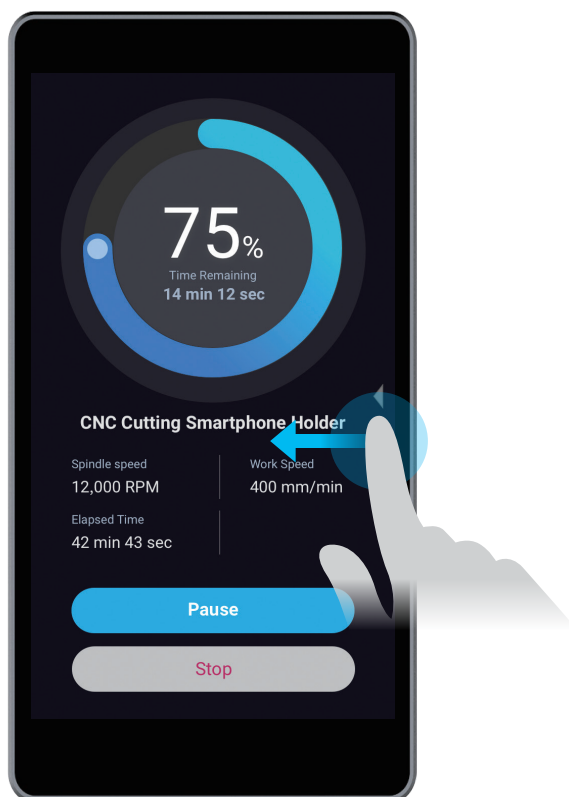 75%
Time Remaining
14 min 12 sec
CNC Cutting Smartphone Holder
Spindle speed
12,000 RPM
Work Speed
400 mm/min
Elapsed Time
42 min 43 sec
Pause
Stop